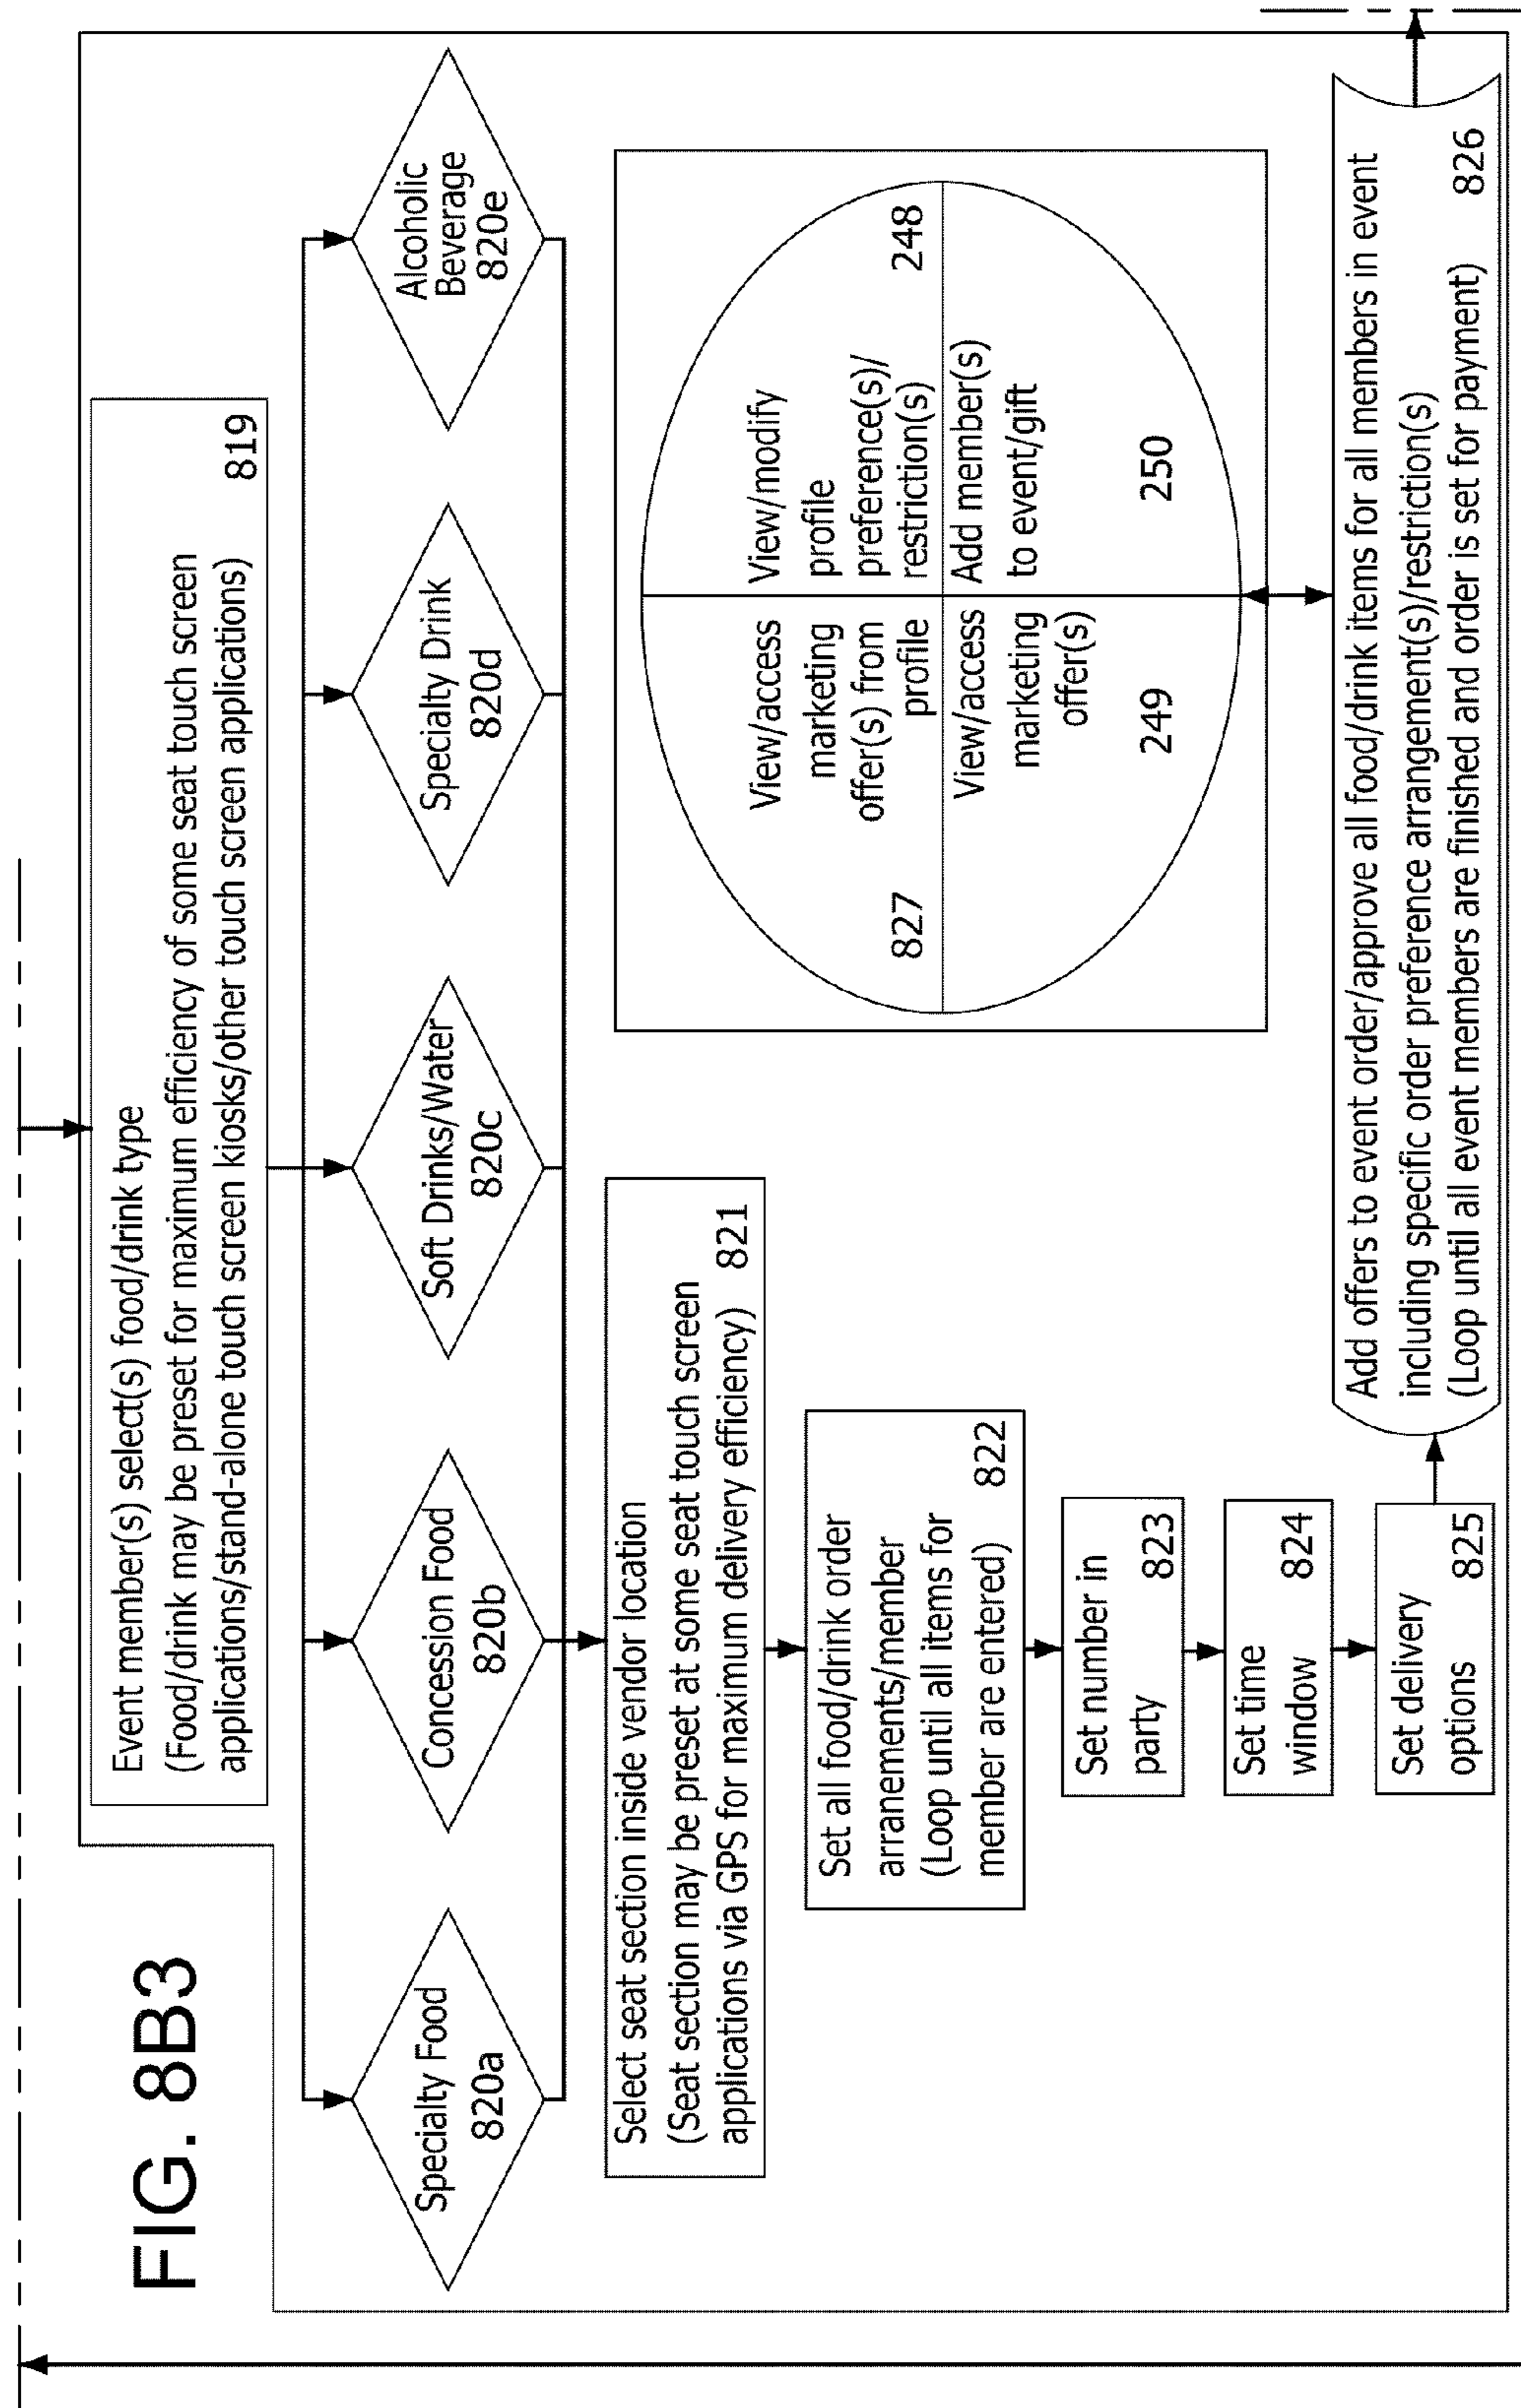 FIG. 8B3
Event member(s) select(s) food/drink type
(Food/drink may be preset for maximum efficiency of some seat touch screen
applications/stand-alone touch screen kiosks/other touch screen applications)
819
Specialty Food
820a
Concession Food
820b
Soft Drinks/Water
820c
Specialty Drink
820d
Alcoholic
Beverage
820e
Select seat section inside vendor location
(Seat section may be preset at some seat touch screen
applications via GPS for maximum delivery efficiency)
821
Set all food/drink order
arranements/member
(Loop until all items for
member are entered)
822
Set number in
party
823
Set time
window
824
Set delivery
options
825
View/access
marketing
offer(s) from
profile
827
View/modify
profile
preference(s)/
restriction(s)
248
View/access
marketing
offer(s)
249
Add member(s)
to event/gift
250
Add offers to event order/approve all food/drink items for all members in event
including specific order preference arrangement(s)/restriction(s)
(Loop until all event members are finished and order is set for payment)
826